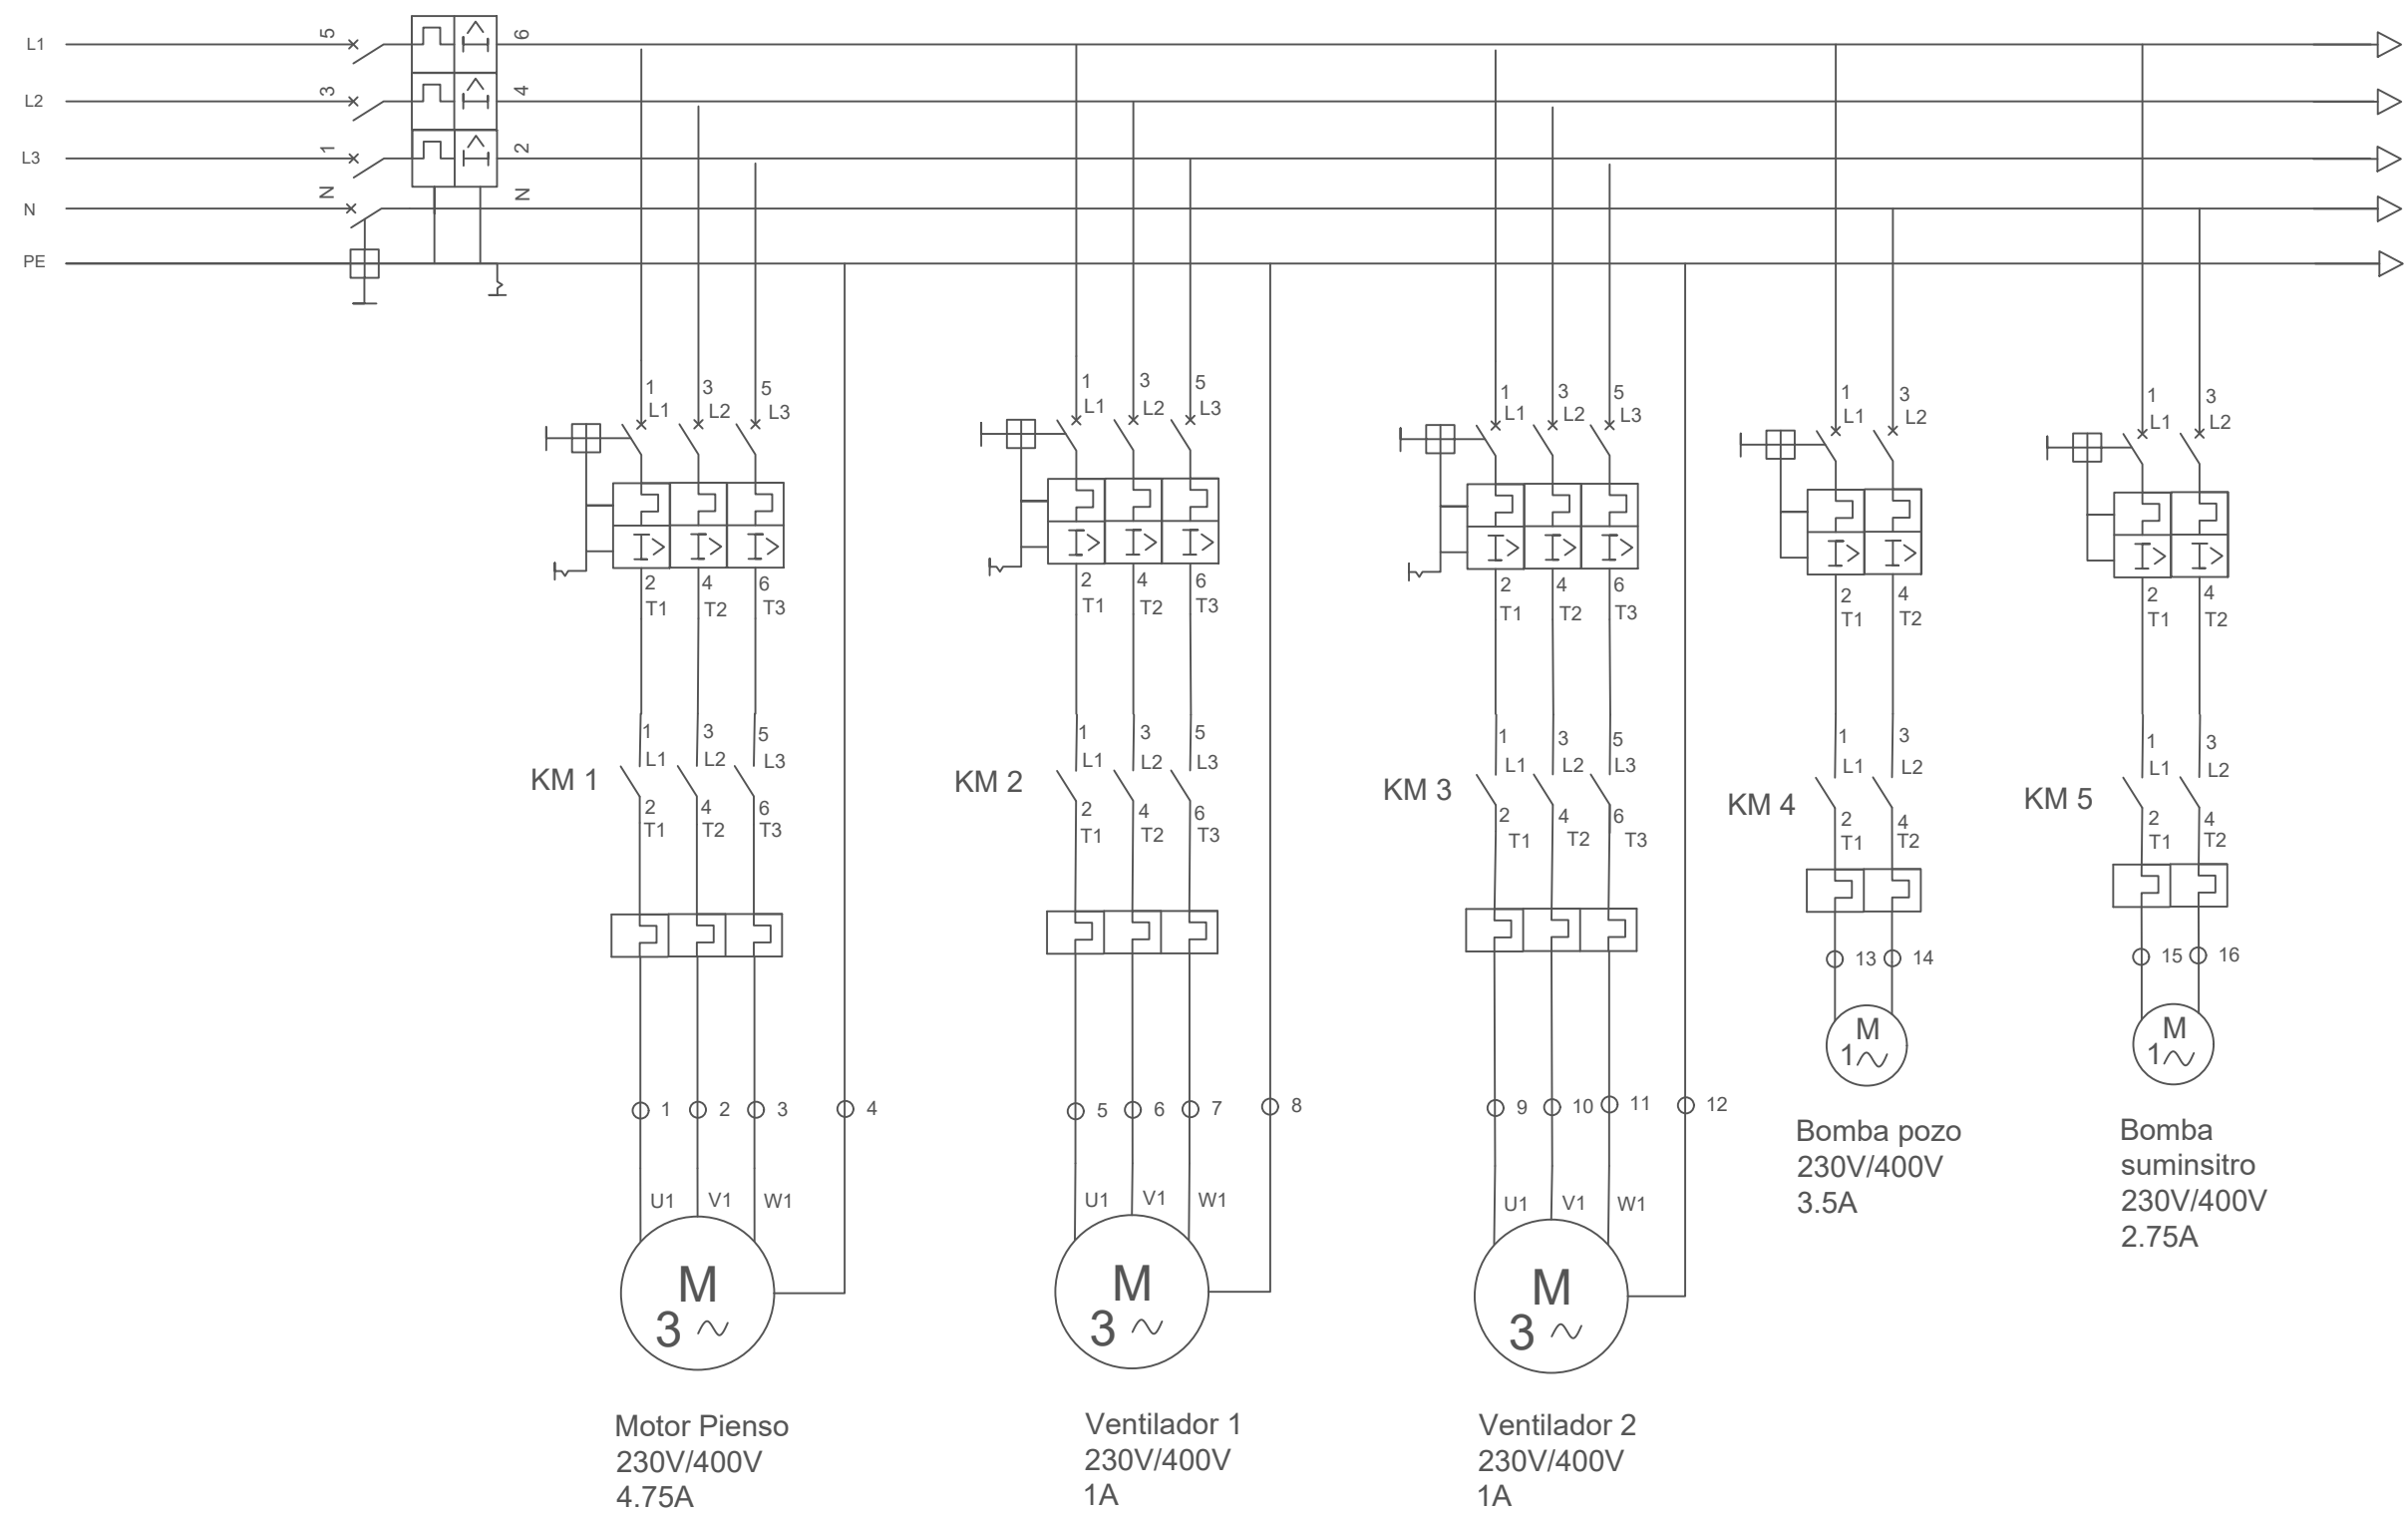 L1
5
6
L2
3
4
L3
1
2
N
N
N
PE
1 3 5
L1 L2 L3
2 4 6
T1 T2 T3
KM 1
1 3 5
L1 L2 L3
2 4 6
T1 T2 T3
1 2 3 4
U1 V1 W1
M
3
Motor Pienso
230V/400V
4.75A
1 3 5
L1 L2 L3
2 4 6
T1 T2 T3
KM 2
1 3 5
L1 L2 L3
2 4 6
T1 T2 T3
5 6 7 8
U1 V1 W1
M
3
Ventilador 1
230V/400V
1A
1 3 5
L1 L2 L3
2 4 6
T1 T2 T3
KM 3
1 3 5
L1 L2 L3
2 4 6
T1 T2 T3
9 10 11 12
U1 V1 W1
M
3
Ventilador 2
230V/400V
1A
1 3
L1 L2
2 4
T1 T2
KM 4
1 3
L1 L2
2 4
T1 T2
13 14
M
1
Bomba pozo
230V/400V
3.5A
1 3
L1 L2
2 4
T1 T2
KM 5
1 3
L1 L2
2 4
T1 T2
15 16
M
1
Bomba
suminsitro
230V/400V
2.75A